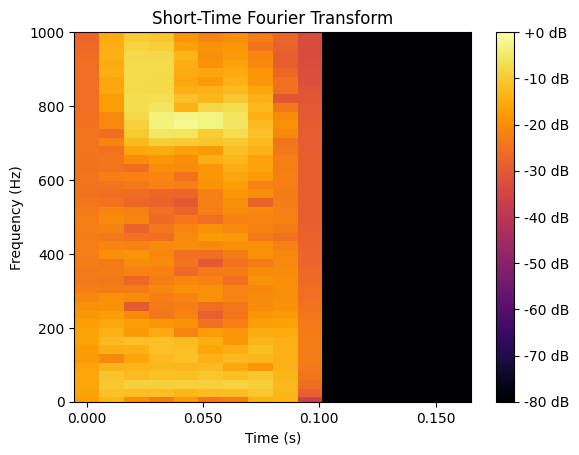 Short-Time Fourier Transform
Frequency (Hz)
1000
800
600
400
200
0
0.000
0.050
0.100
0.150
Time (s)
+0 dB
-10 dB
-20 dB
-30 dB
-40 dB
-50 dB
-60 dB
-70 dB
-80 dB